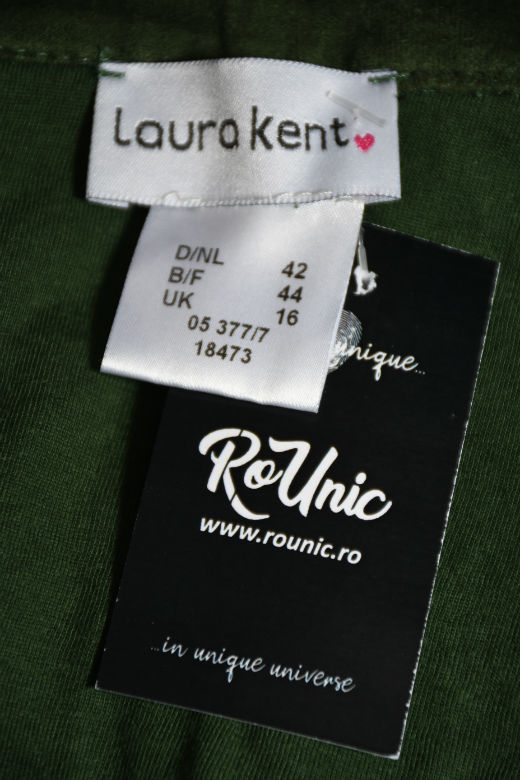 Laura Kent
D/NL 42
B/F 44
UK 16
05 377/7
18473
unique...
RoUnic
www.rounic.ro
...in unique universe